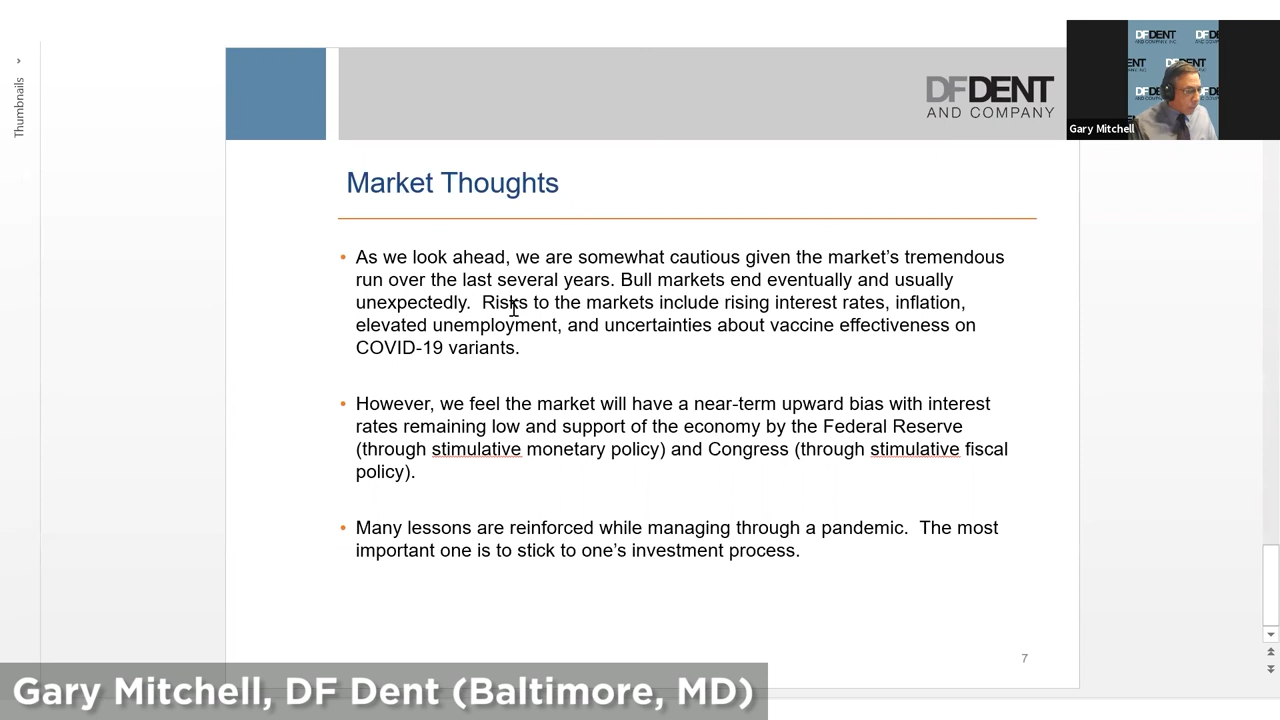 Thumbnails
DFDENT
AND COMPANY
Gary Mitchell
Market Thoughts
• As we look ahead, we are somewhat cautious given the market’s tremendous
run over the last several years. Bull markets end eventually and usually
unexpectedly.  Risks to the markets include rising interest rates, inflation,
elevated unemployment, and uncertainties about vaccine effectiveness on
COVID-19 variants.
• However, we feel the market will have a near-term upward bias with interest
rates remaining low and support of the economy by the Federal Reserve
(through stimulative monetary policy) and Congress (through stimulative fiscal
policy).
• Many lessons are reinforced while managing through a pandemic.  The most
important one is to stick to one’s investment process.
7
Gary Mitchell, DF Dent (Baltimore, MD)